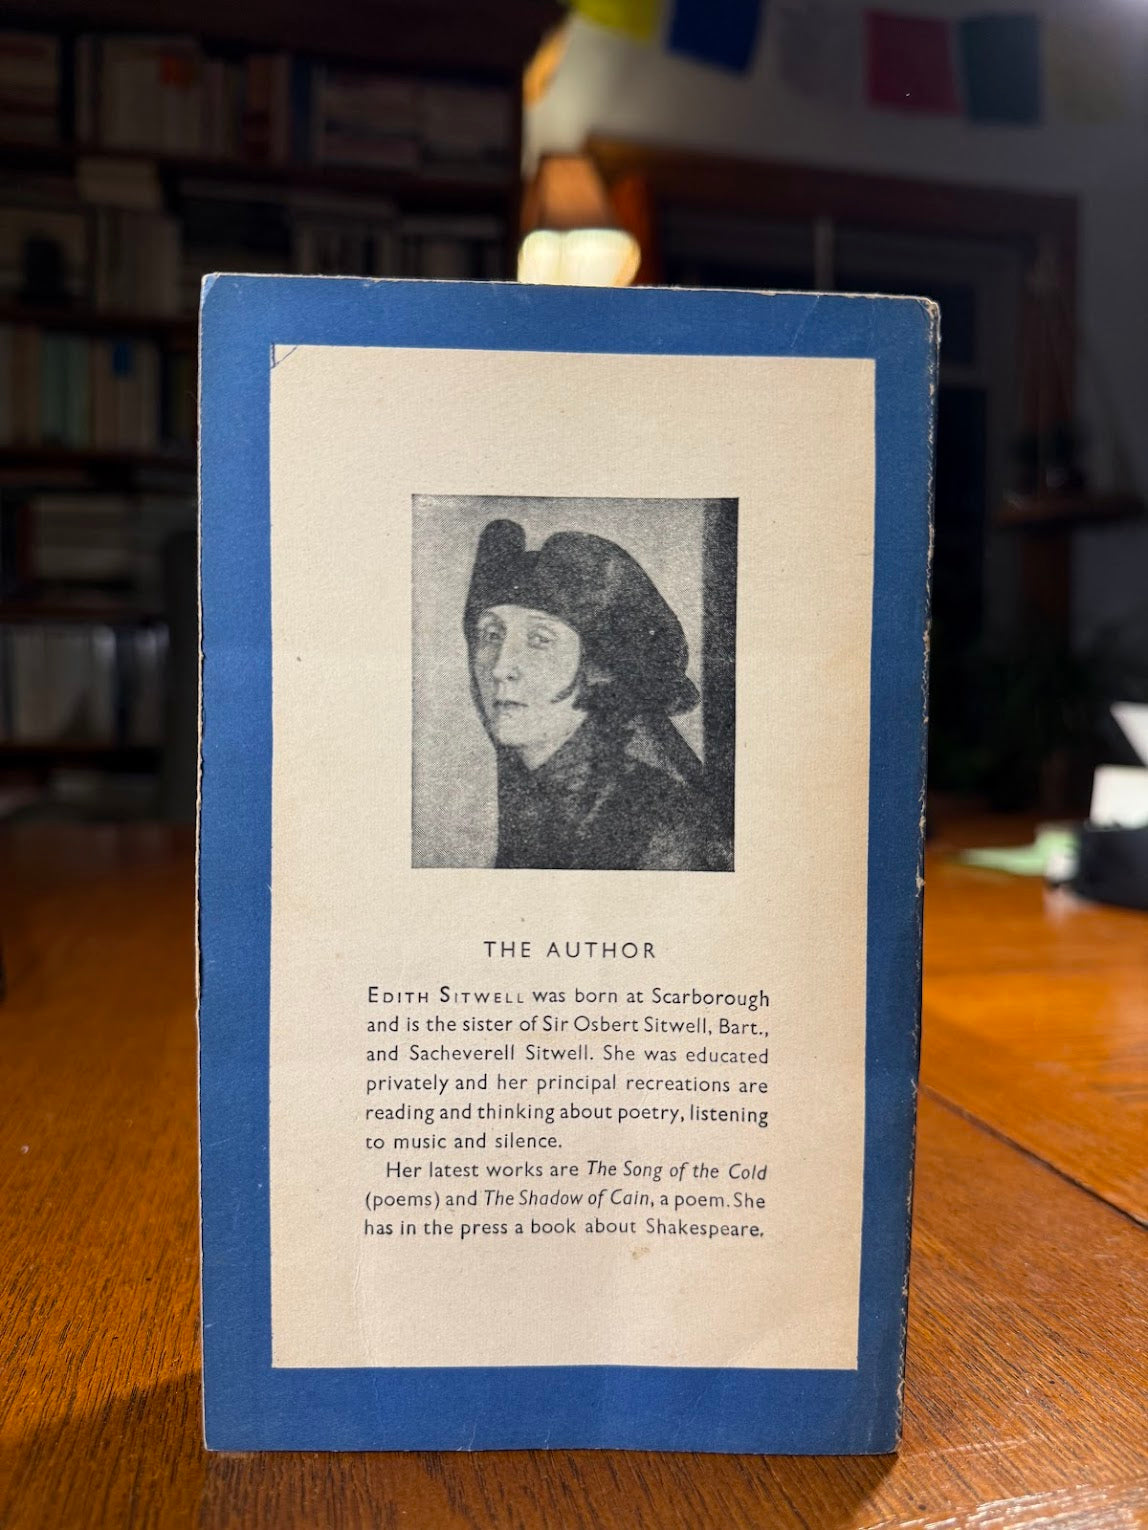 THE AUTHOR
EDITH SITWELL was born at Scarborough
and is the sister of Sir Osbert Sitwell, Bart.,
and Sacheverell Sitwell. She was educated
privately and her principal recreations are
reading and thinking about poetry, listening
to music and silence.
Her latest works are The Song of the Cold
(poems) and The Shadow of Cain, a poem. She
has in the press a book about Shakespeare.